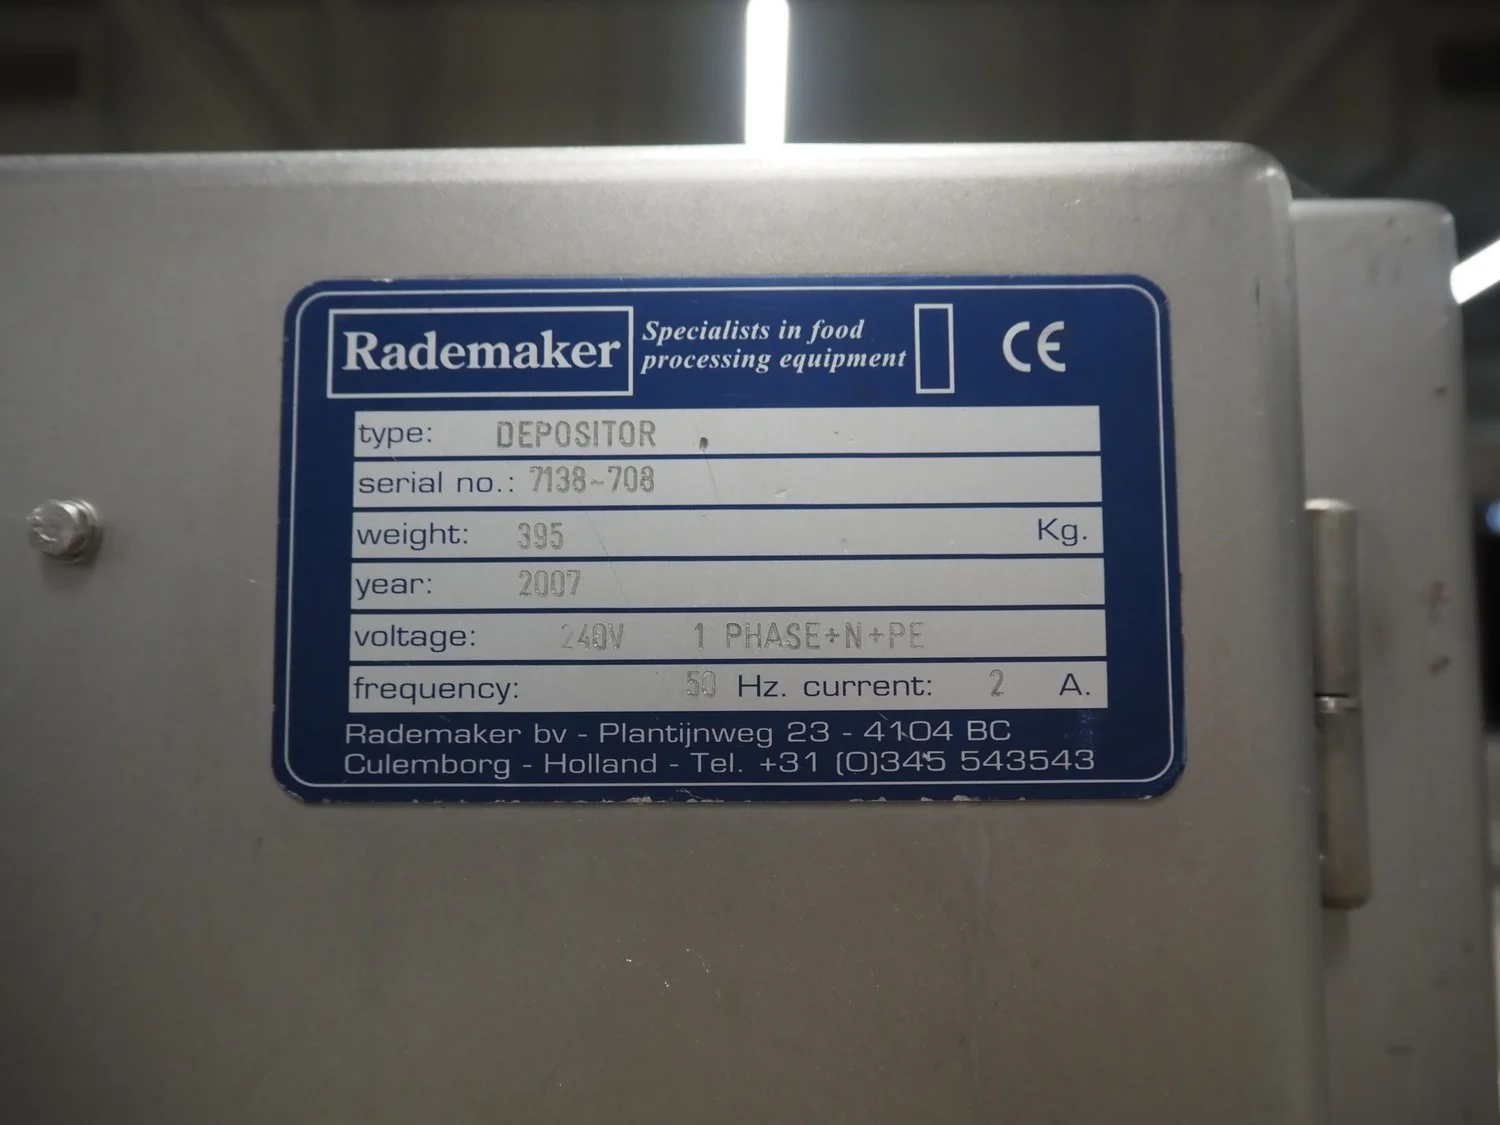 Rademaker
Specialists in food
processing equipment
CE
type: DEPOSITOR
serial no.: 7138-708
weight: 395 Kg.
year: 2007
voltage: 240V 1 PHASE+N+PE
frequency: 50 Hz. current: 2 A.
Rademaker bv - Plantijnweg 23 - 4104 BC
Culemborg - Holland - Tel. +31 (0)345 543543